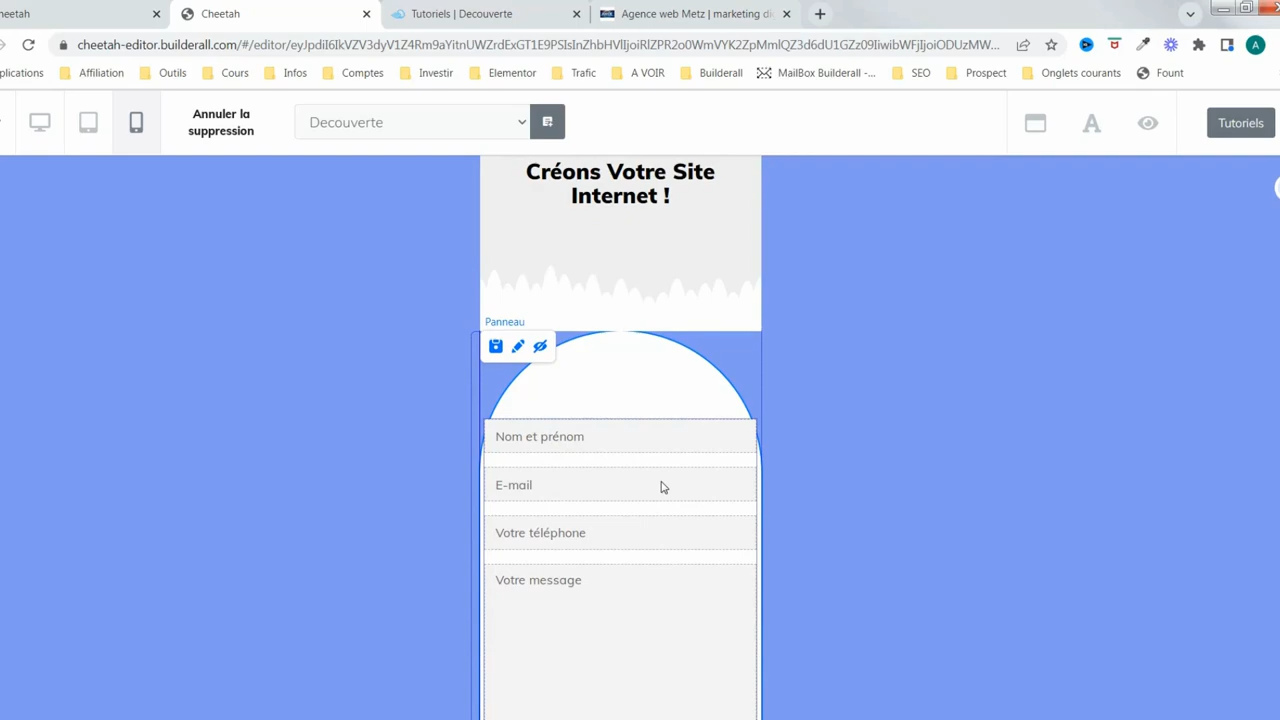 heetah
Cheetah
Tutoriels | Decouverte
Agence web Metz | marketing di
cheetah-editor.builderall.com/#/editor/
plications
Affiliation
Outils
Cours
Infos
Comptes
Investir
Elementor
Trafic
A VOIR
Builderall
MailBox Builderall -...
SEO
Prospect
Onglets courants
Fount
A
Annuler la
suppression
Decouverte
A
Tutoriels
Créons Votre Site
Internet !
Panneau
Nom et prénom
E-mail
Votre téléphone
Votre message